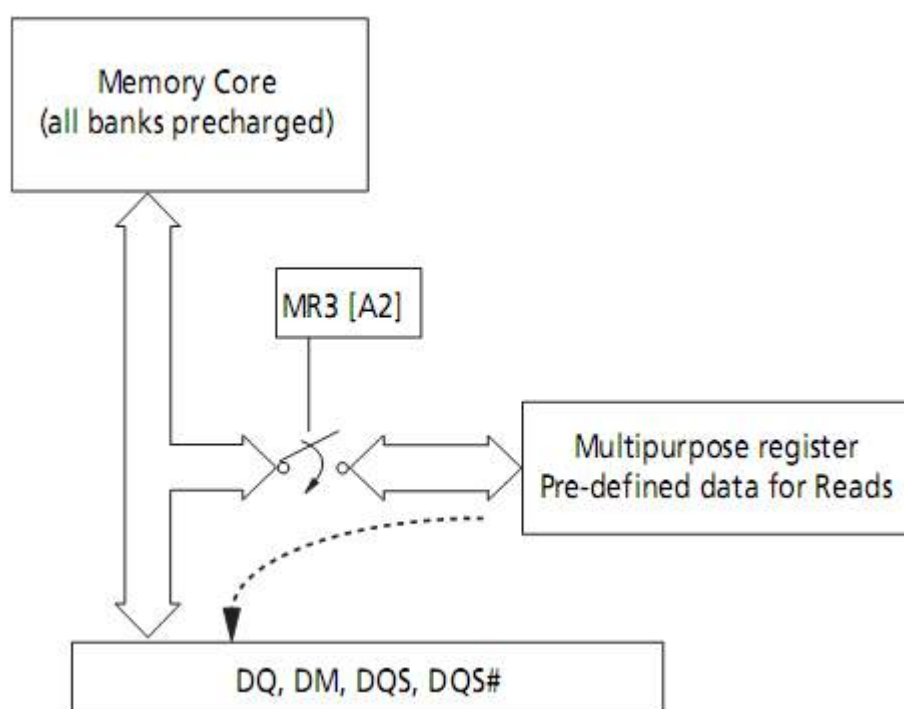 Memory Core
(all banks precharged)
MR3 [A2]
Multipurpose register
Pre-defined data for Reads
DQ, DM, DQS, DQS#